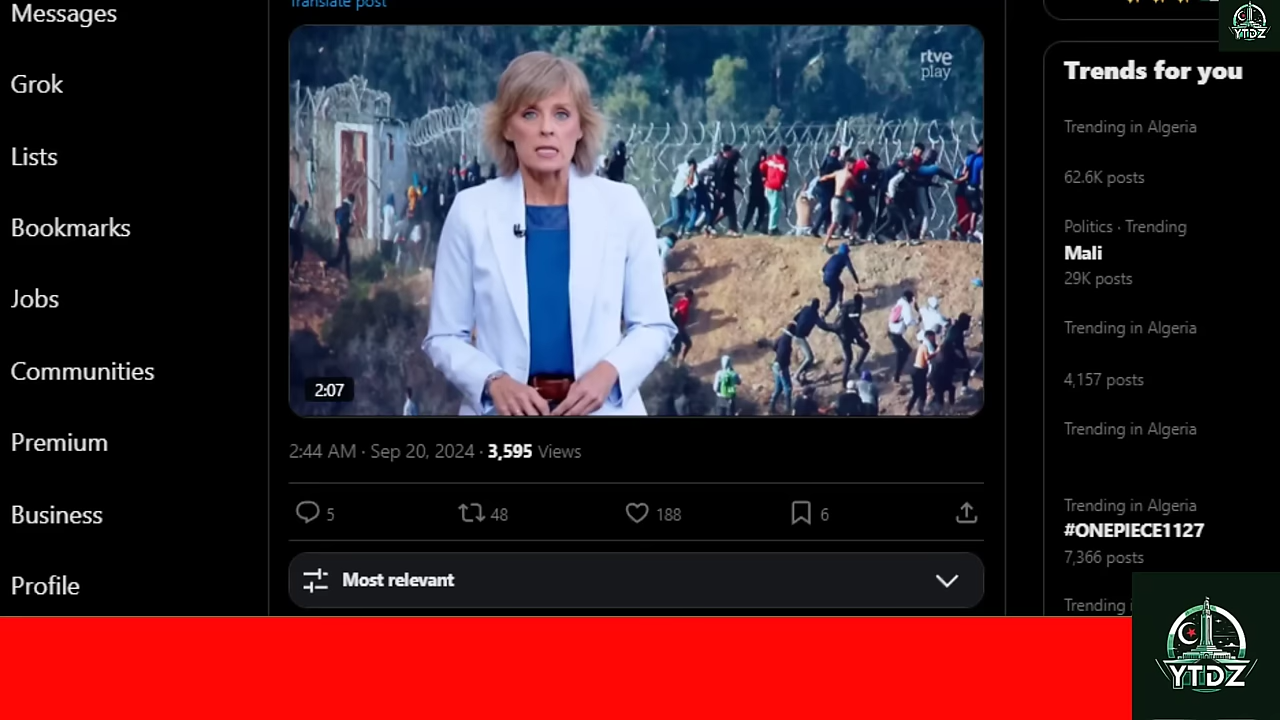 Translate post
Messages
Grok
Lists
Bookmarks
Jobs
Communities
Premium
Business
Profile
rtve
play
2:07
2:44 AM · Sep 20, 2024 · 3,595 Views
5
48
188
6
Most relevant
YTDZ
Trends for you
Trending in Algeria
62.6K posts
Politics · Trending
Mali
29K posts
Trending in Algeria
4,157 posts
Trending in Algeria
Trending in Algeria
#ONEPIECE1127
7,366 posts
Trending
YTDZ